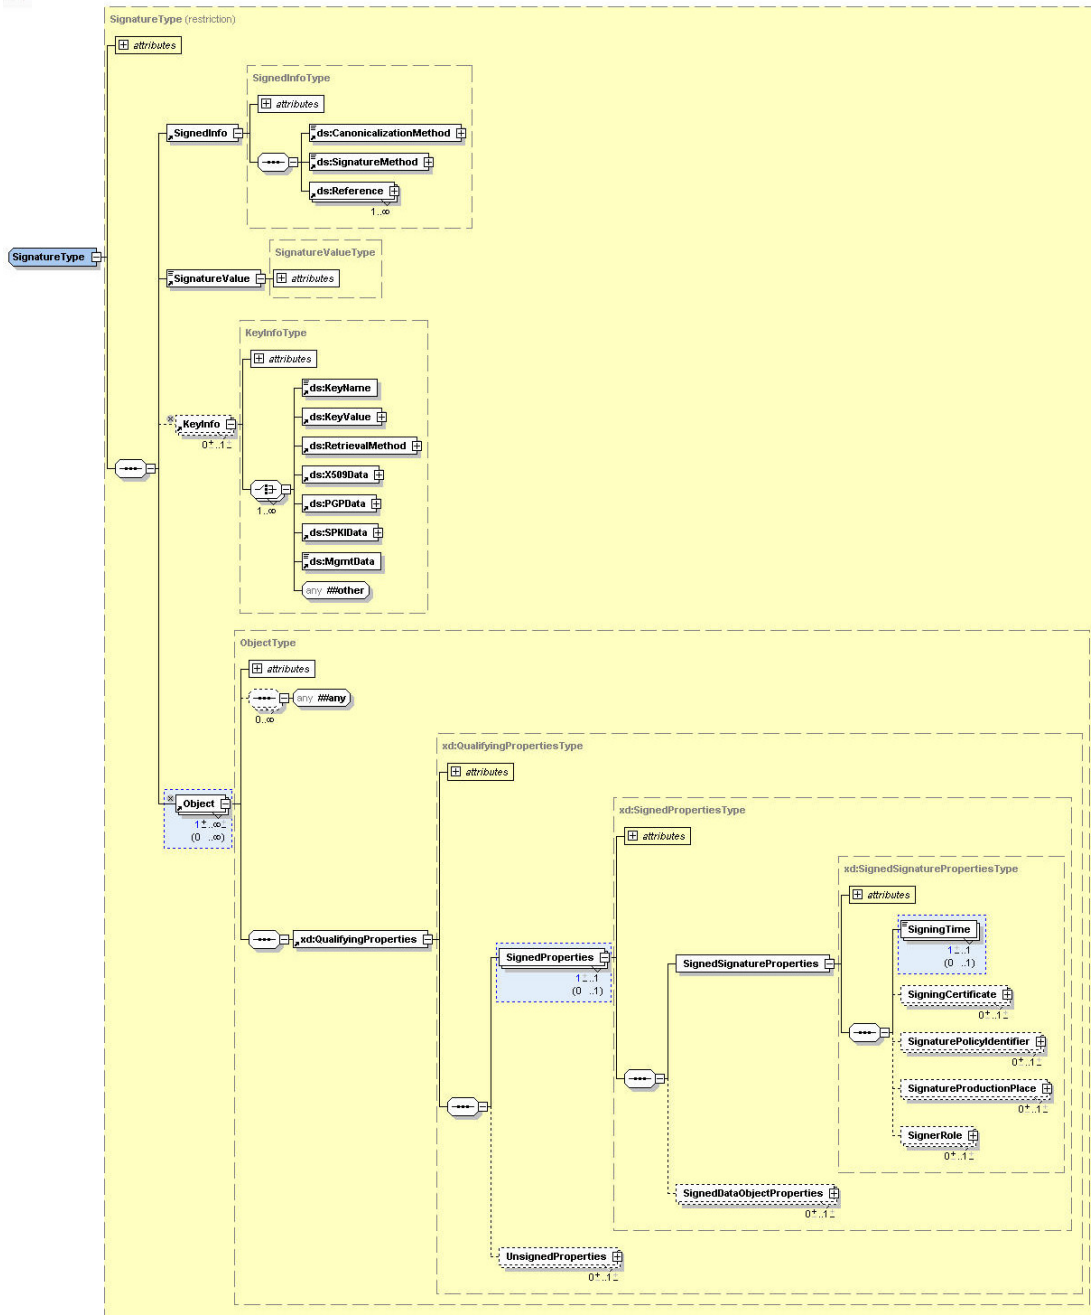 SignatureType (restriction)
attributes
SignedInfoType
attributes
SignedInfo
ds:CanonicalizationMethod
ds:SignatureMethod
ds:Reference
1..∞
SignatureType
SignatureValueType
SignatureValue
attributes
KeyInfoType
attributes
ds:KeyName
ds:KeyValue
KeyInfo
0±..1±
ds:RetrievalMethod
ds:X509Data
ds:PGPData
1..∞
ds:SPKIData
ds:MgmtData
any ##other
ObjectType
attributes
any ##any
0..∞
xd:QualifyingPropertiesType
attributes
Object
1±..∞±
(0 ..∞)
xd:SignedPropertiesType
attributes
xd:SignedSignaturePropertiesType
attributes
xd:QualifyingProperties
SigningTime
1±..1
(0 ..1)
SignedProperties
1±..1
(0 ..1)
SignedSignatureProperties
SigningCertificate
0±..1±
SignaturePolicyIdentifier
0±..1±
SignatureProductionPlace
0±..1±
SignerRole
0±..1±
SignedDataObjectProperties
0±..1±
UnsignedProperties
0±..1±